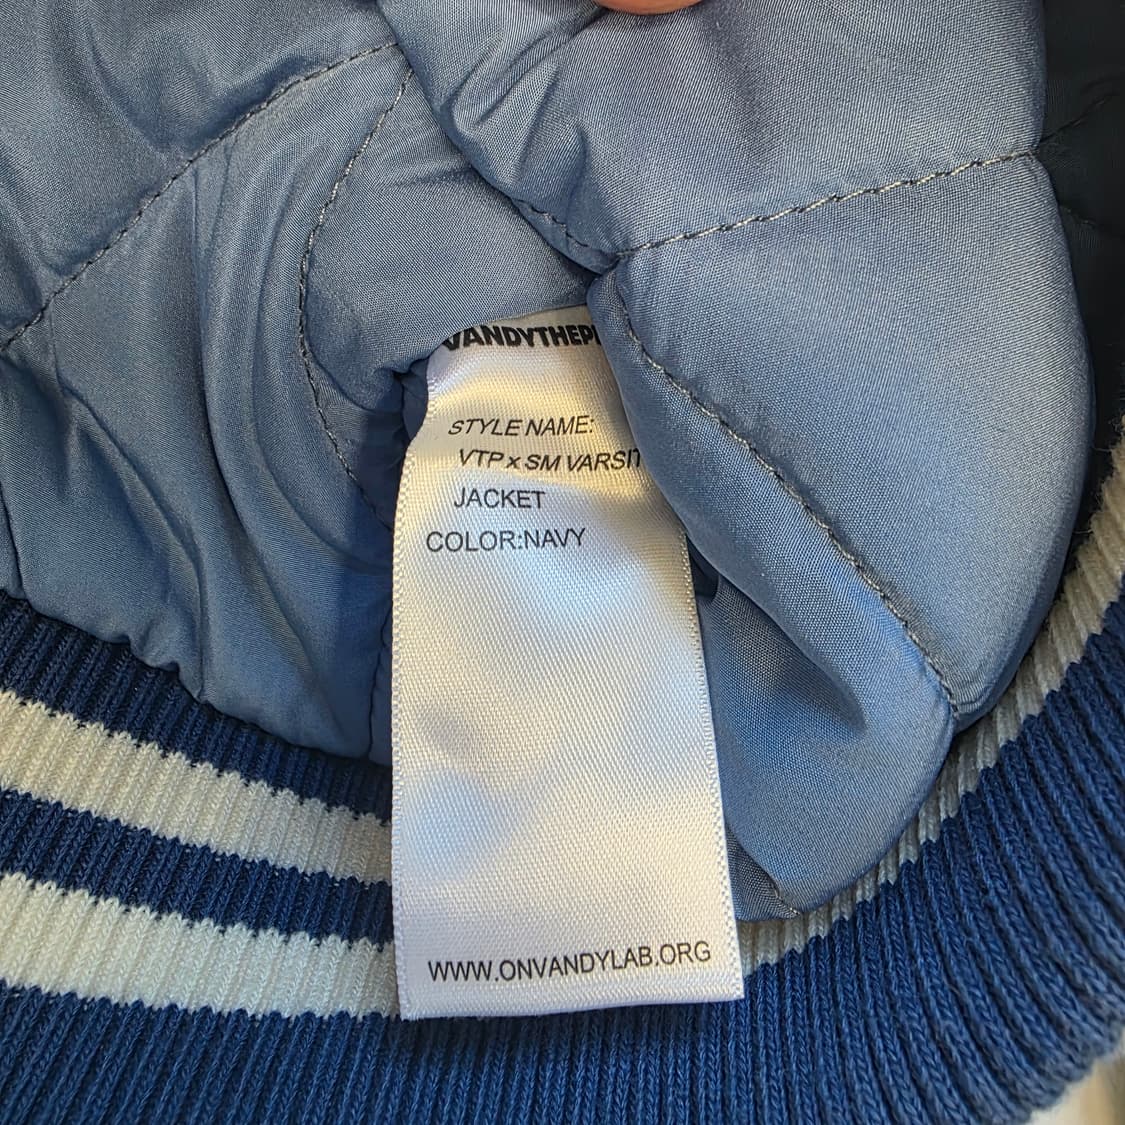 VANDYTHEP
STYLE NAME:
VTP x SM VARSIT
JACKET
COLOR:NAVY
WWW.ONVANDYLAB.ORG